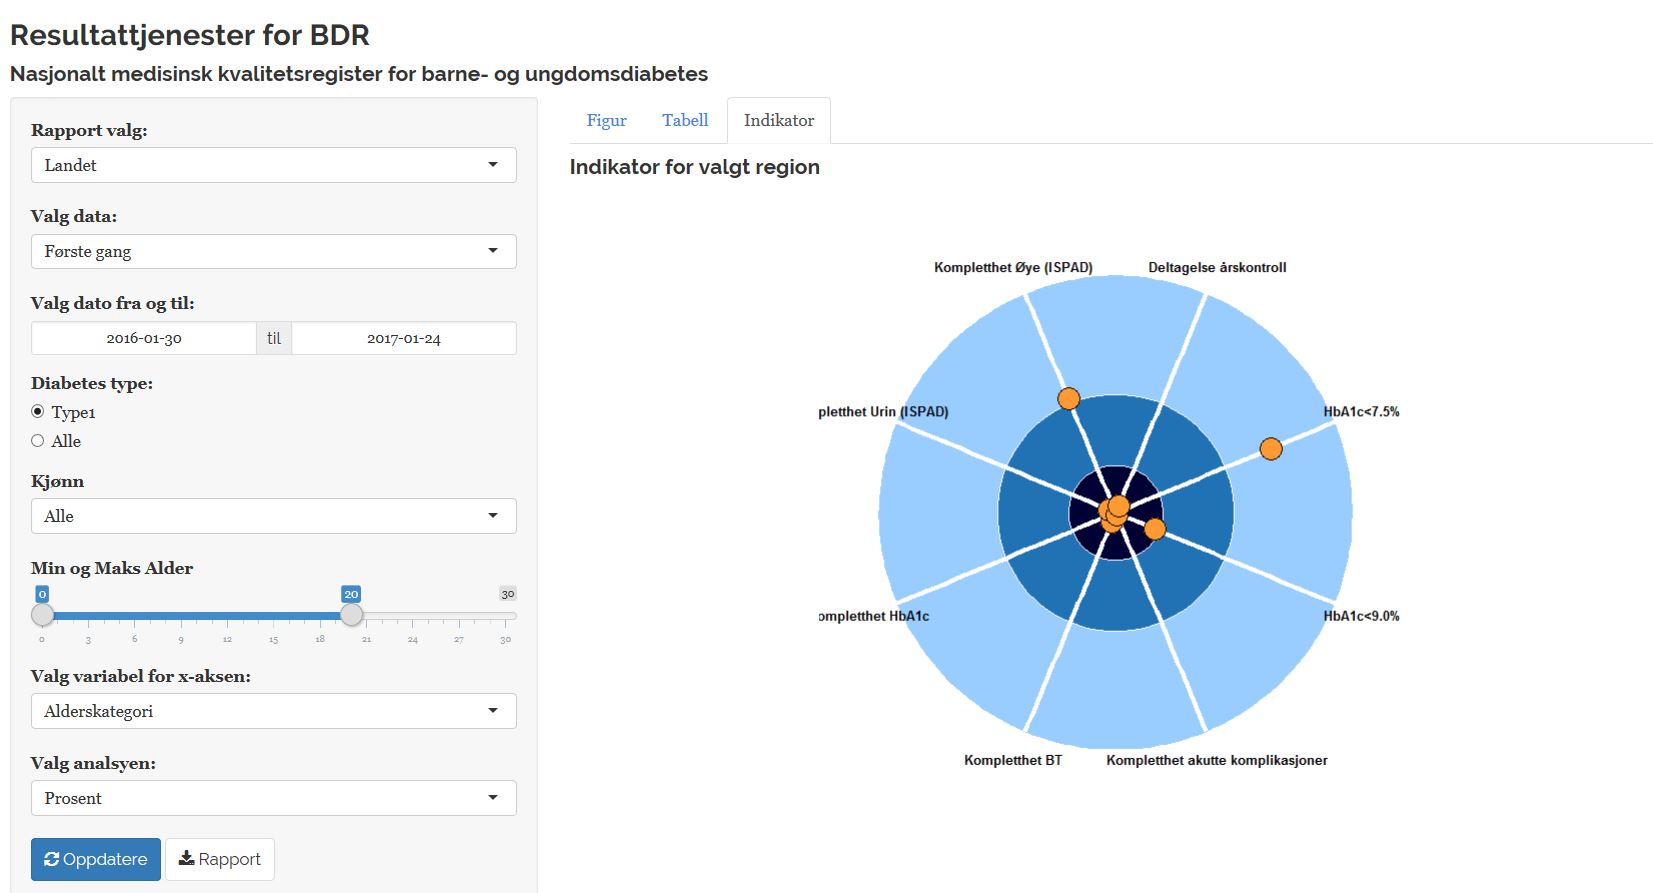 Resultattjenester for BDR
Nasjonalt medisinsk kvalitetsregister for barne- og ungdomsdiabetes
Rapport valg:
Landet
Valg data:
Første gang
Valg dato fra og til:
2016-01-30 til 2017-01-24
Diabetes type:
Type1
Alle
Kjønn
Alle
Min og Maks Alder
0 20 30
0 3 6 9 12 15 18 21 24 27 30
Valg variabel for x-aksen:
Alderskategori
Valg analsyen:
Prosent
Oppdatere Rapport
Figur Tabell Indikator
Indikator for valgt region
Kompletthet Øye (ISPAD) Deltagelse årskontroll
pletthet Urin (ISPAD) HbA1c<7.5%
ompletthet HbA1c HbA1c<9.0%
Kompletthet BT Kompletthet akutte komplikasjoner